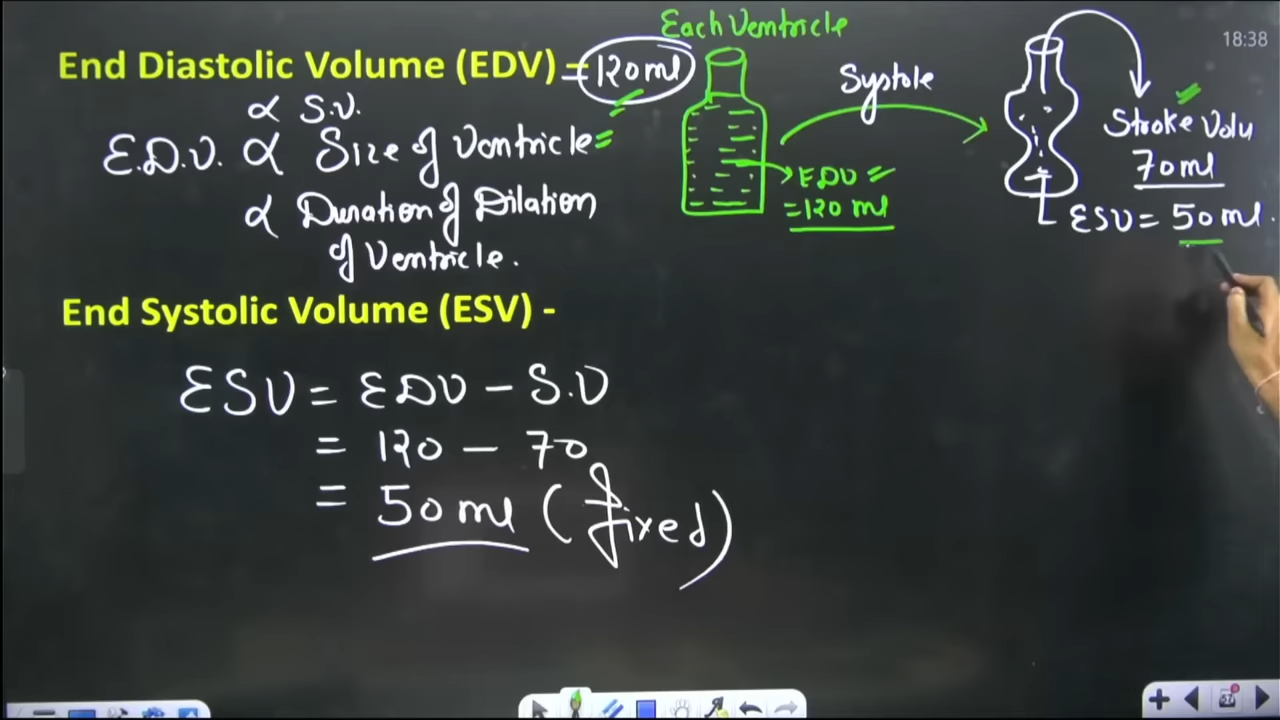 Each Ventricle
18:38
End Diastolic Volume (EDV) = 120ml
∝ S.V.
E.D.V. ∝ Size of Ventricle =
∝ Duration of Dilation
of Ventricle.
Systole
EDV =
=120 ml
Stroke Volu
70ml
ESV = 50ml.
End Systolic Volume (ESV) -
ESV = EDV - S.V
= 120 - 70
= 50 ml (fixed)